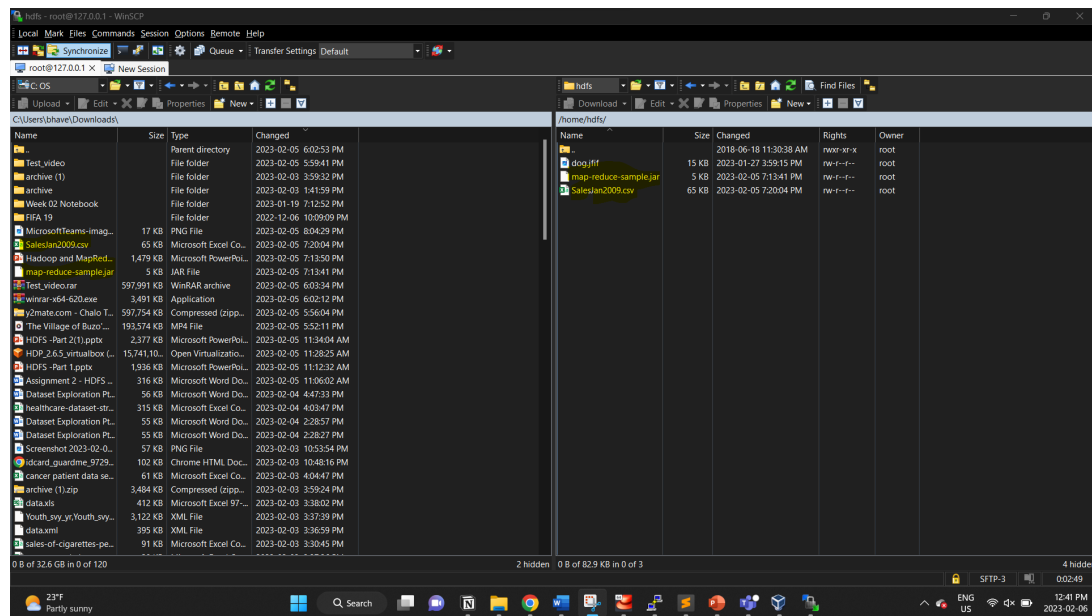 hdfs - root@127.0.0.1 - WinSCP
Local Mark Files Commands Session Options Remote Help
Synchronize Queue Transfer Settings Default
root@127.0.0.1 × New Session
C: OS
Upload Edit Properties New
C:\Users\bhave\Downloads\
Name Size Type Changed
.. Parent directory 2023-02-05 6:02:53 PM
Test_video File folder 2023-02-05 5:59:41 PM
archive (1) File folder 2023-02-03 3:59:32 PM
archive File folder 2023-02-03 1:41:59 PM
Week 02 Notebook File folder 2023-01-19 7:12:52 PM
FIFA 19 File folder 2022-12-06 10:09:09 PM
MicrosoftTeams-imag... 17 KB PNG File 2023-02-05 8:04:29 PM
SalesJan2009.csv 65 KB Microsoft Excel Co... 2023-02-05 7:20:04 PM
Hadoop and MapRed... 1,479 KB Microsoft PowerPoi... 2023-02-05 7:13:50 PM
map-reduce-sample.jar 5 KB JAR File 2023-02-05 7:13:41 PM
Test_video.rar 597,991 KB WinRAR archive 2023-02-05 6:03:34 PM
winrar-x64-620.exe 3,491 KB Application 2023-02-05 6:02:12 PM
y2mate.com - Chalo T... 597,754 KB Compressed (zipp... 2023-02-05 5:56:04 PM
'The Village of Buzo'... 193,574 KB MP4 File 2023-02-05 5:52:11 PM
HDFS -Part 2(1).pptx 2,377 KB Microsoft PowerPoi... 2023-02-05 11:34:04 AM
HDP_2.6.5_virtualbox (... 15,741,10... Open Virtualizatio... 2023-02-05 11:28:25 AM
HDFS -Part 1.pptx 1,936 KB Microsoft PowerPoi... 2023-02-05 11:12:32 AM
Assignment 2 - HDFS ... 316 KB Microsoft Word Do... 2023-02-05 11:06:02 AM
Dataset Exploration Pt... 56 KB Microsoft Word Do... 2023-02-04 4:47:33 PM
healthcare-dataset-str... 315 KB Microsoft Excel Co... 2023-02-04 4:03:47 PM
Dataset Exploration Pt... 55 KB Microsoft Word Do... 2023-02-04 2:28:57 PM
Dataset Exploration Pt... 55 KB Microsoft Word Do... 2023-02-04 2:28:27 PM
Screenshot 2023-02-0... 57 KB PNG File 2023-02-03 10:53:54 PM
idcard_guardme_9729... 102 KB Chrome HTML Doc... 2023-02-03 10:48:16 PM
cancer patient data se... 61 KB Microsoft Excel Co... 2023-02-03 4:04:47 PM
archive (1).zip 3,484 KB Compressed (zipp... 2023-02-03 3:59:24 PM
data.xls 412 KB Microsoft Excel 97-... 2023-02-03 3:38:02 PM
Youth_svy_yr,Youth_svy... 3,122 KB XML File 2023-02-03 3:37:39 PM
data.xml 395 KB XML File 2023-02-03 3:36:59 PM
sales-of-cigarettes-pe... 91 KB Microsoft Excel Co... 2023-02-03 3:30:45 PM
0 B of 32.6 GB in 0 of 120 2 hidden
hdfs Find Files
Download Edit Properties New
/home/hdfs/
Name Size Changed Rights Owner
.. 2018-06-18 11:30:38 AM rwxr-xr-x root
dog.jfif 15 KB 2023-01-27 3:59:15 PM rw-r--r-- root
map-reduce-sample.jar 5 KB 2023-02-05 7:13:41 PM rw-r--r-- root
SalesJan2009.csv 65 KB 2023-02-05 7:20:04 PM rw-r--r-- root
0 B of 82.9 KB in 0 of 3 4 hidden
SFTP-3 0:02:49
23°F
Partly sunny
Search
ENG
US
12:41 PM